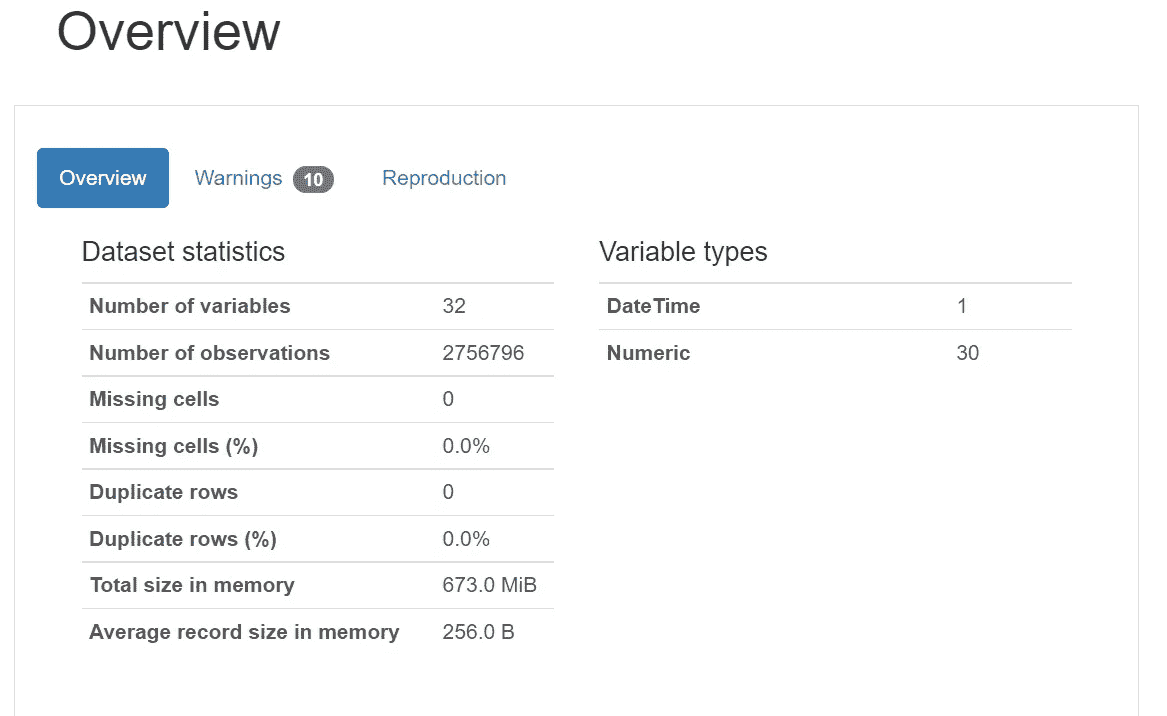 Overview
Overview Warnings 10 Reproduction
Dataset statistics
Number of variables 32
Number of observations 2756796
Missing cells 0
Missing cells (%) 0.0%
Duplicate rows 0
Duplicate rows (%) 0.0%
Total size in memory 673.0 MiB
Average record size in memory 256.0 B
Variable types
DateTime 1
Numeric 30